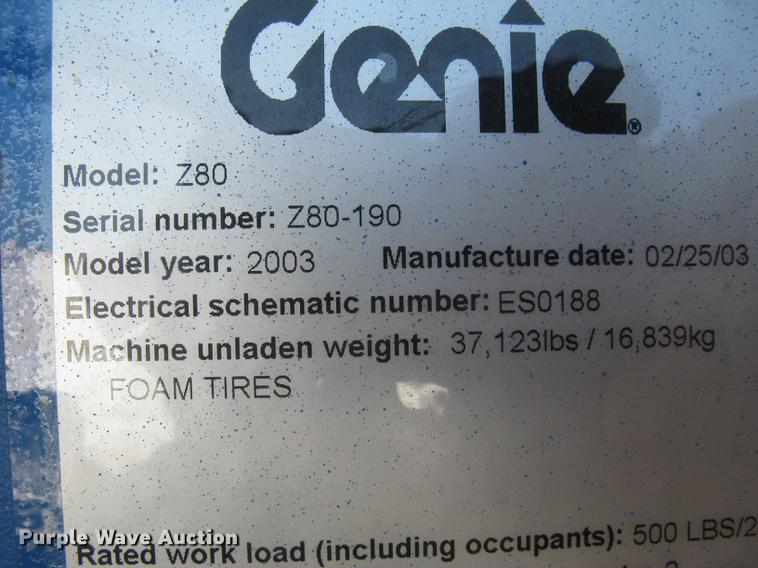 Genie®
Model: Z80
Serial number: Z80-190
Model year: 2003 Manufacture date: 02/25/03
Electrical schematic number: ES0188
Machine unladen weight: 37,123lbs / 16,839kg
FOAM TIRES
Rated work load (including occupants): 500 LBS/2
Purple Wave Auction